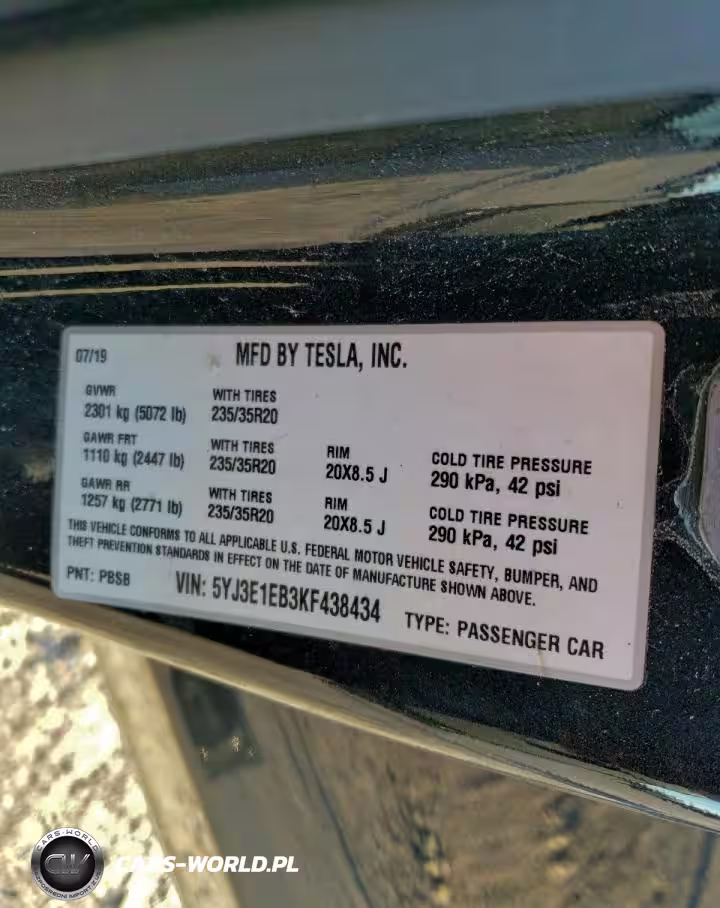 07/19
MFD BY TESLA, INC.
GVWR WITH TIRES
2301 kg (5072 lb) 235/35R20
GAWR FRT WITH TIRES RIM COLD TIRE PRESSURE
1110 kg (2447 lb) 235/35R20 20X8.5 J 290 kPa, 42 psi
GAWR RR WITH TIRES RIM COLD TIRE PRESSURE
1257 kg (2771 lb) 235/35R20 20X8.5 J 290 kPa, 42 psi
THIS VEHICLE CONFORMS TO ALL APPLICABLE U.S. FEDERAL MOTOR VEHICLE SAFETY, BUMPER, AND
THEFT PREVENTION STANDARDS IN EFFECT ON THE DATE OF MANUFACTURE SHOWN ABOVE.
PNT: PBSB VIN: 5YJ3E1EB3KF438434 TYPE: PASSENGER CAR
CARS-WORLD
CW
CARS-WORLD.PL